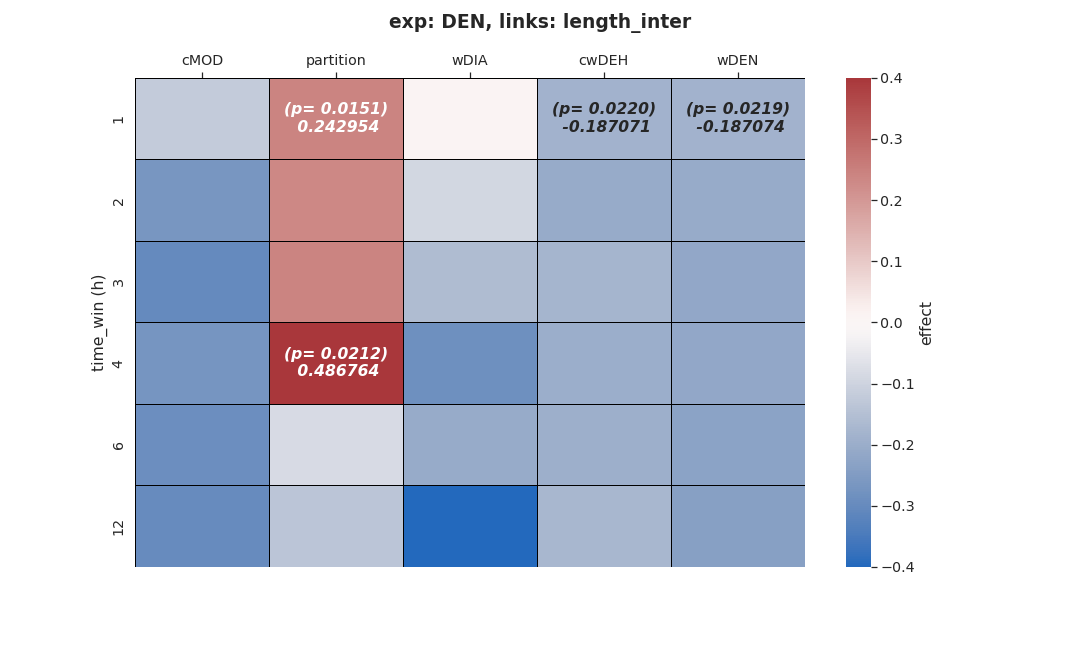 exp: DEN, links: length_inter
cMOD partition wDIA cwDEH wDEN
time_win (h)
1
(p= 0.0151)
0.242954
(p= 0.0220)
-0.187071
(p= 0.0219)
-0.187074
2
3
4
(p= 0.0212)
0.486764
6
12
0.4
0.3
0.2
0.1
0.0
−0.1
−0.2
−0.3
−0.4
effect